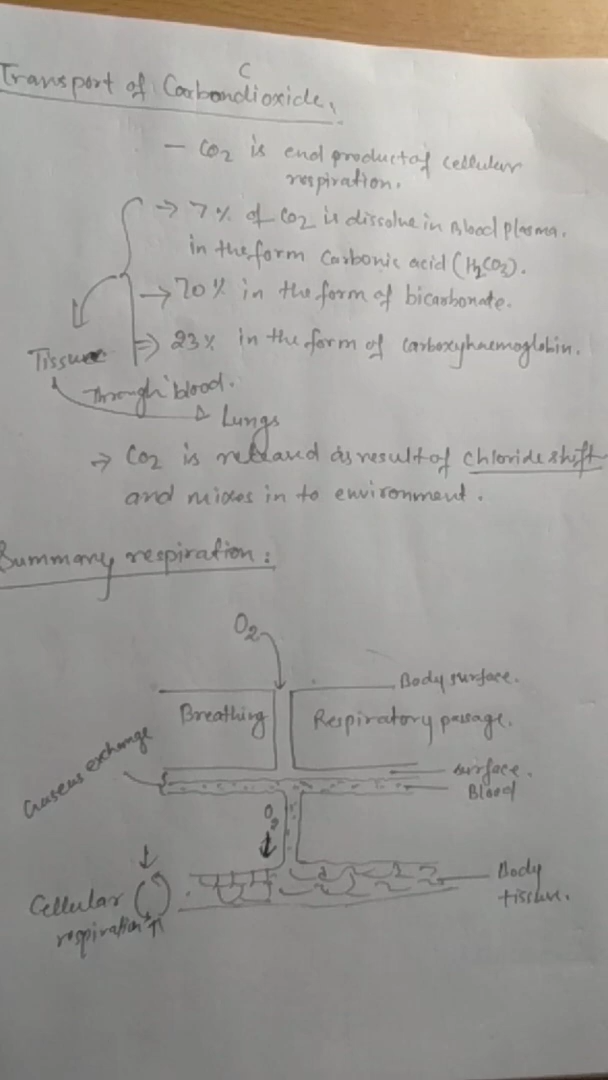 C
Transport of Carbondioxide,
- CO2 is end product of cellular
respiration.
→ 7% of CO2 is dissolve in Blood plasma.
in the form Carbonic acid (H2CO3).
→ 70% in the form of bicarbonate.
Tissue ⇒ 23% in the form of Carboxyhaemoglobin.
Through blood.
Lungs
→ CO2 is as result of chloride shift
and mixes in to environment.
Summary respiration:
O2
Body surface.
Breathing Respiratory passage.
Gaseus exchange
surface.
Blood
O2
Body
tissue.
Cellular
respiration